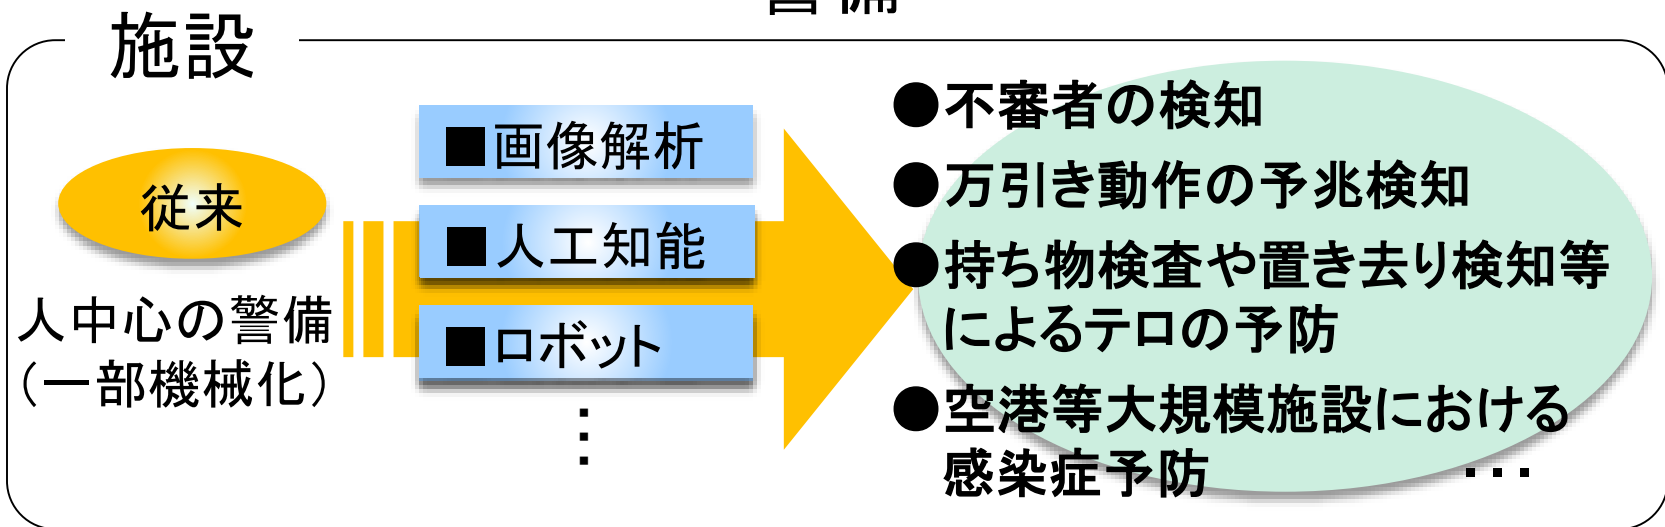 警備
施設
従来
人中心の警備
（一部機械化）
■画像解析
■人工知能
■ロボット
⋮
●不審者の検知
●万引き動作の予兆検知
●持ち物検査や置き去り検知等
によるテロの予防
●空港等大規模施設における
感染症予防 ・・・